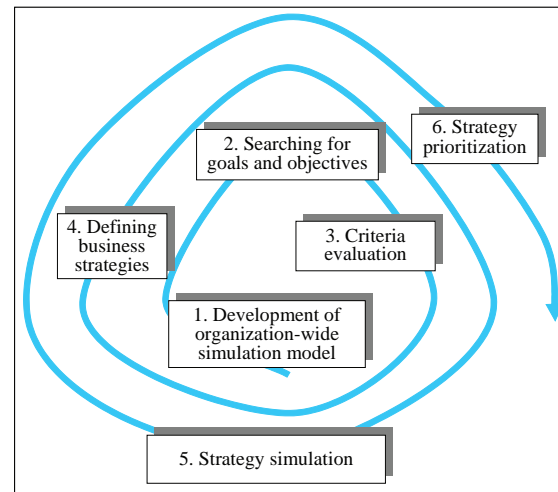 6. Strategy
prioritization
2. Searching for
goals and objectives
4. Defining
business
strategies
3. Criteria
evaluation
1. Development of
organization-wide
simulation model
5. Strategy simulation